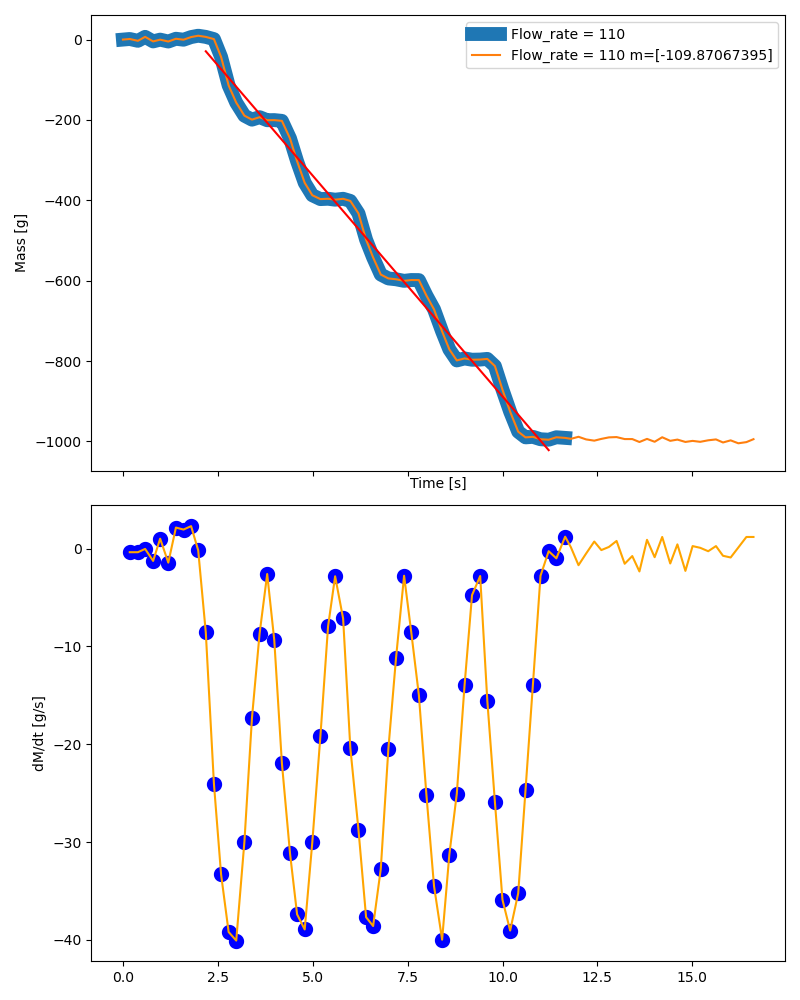 Flow_rate = 110
Flow_rate = 110 m=[-109.87067395]
0
−200
−400
−600
−800
−1000
Mass [g]
Time [s]
0
−10
−20
−30
−40
dM/dt [g/s]
0.0 2.5 5.0 7.5 10.0 12.5 15.0